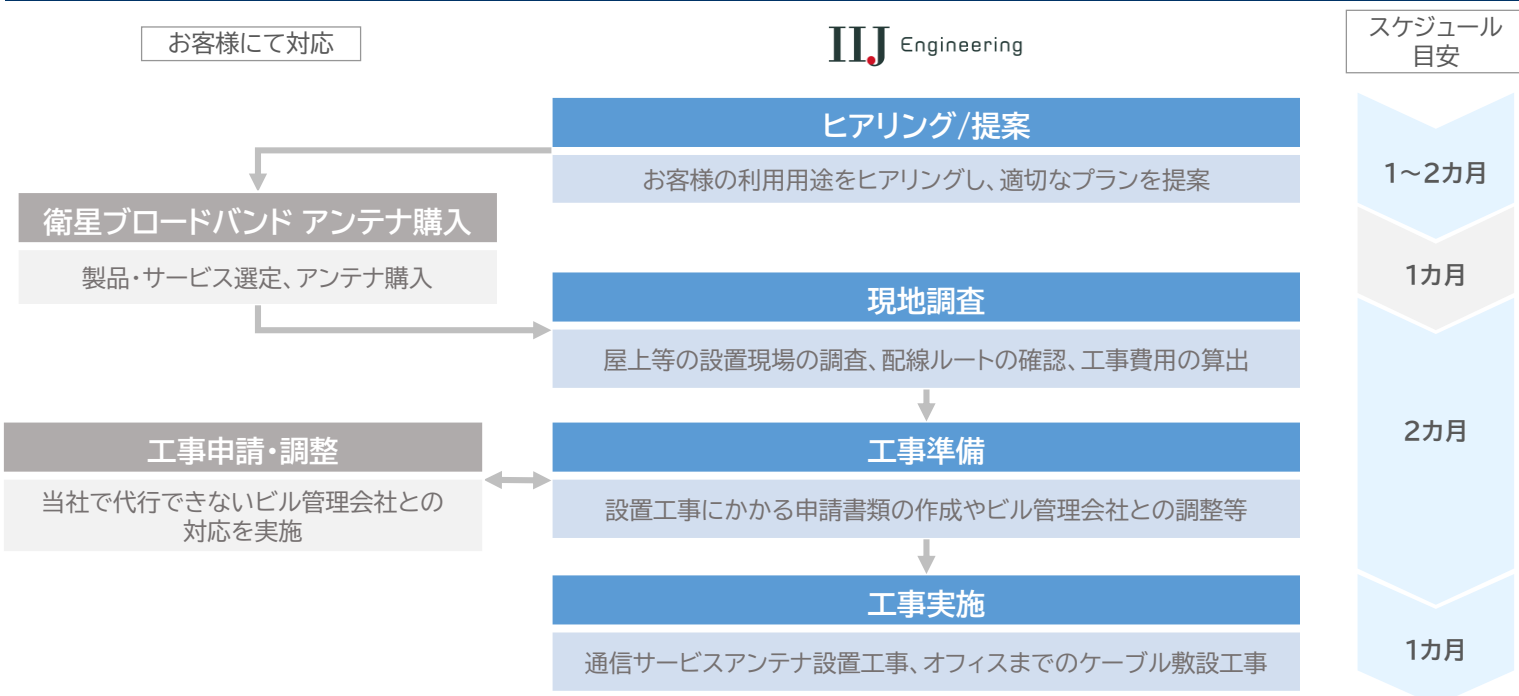 お客様にて対応
IIJ Engineering
スケジュール
目安
ヒアリング/提案
お客様の利用用途をヒアリングし、適切なプランを提案
1～2カ月
衛星ブロードバンド アンテナ購入
製品・サービス選定、アンテナ購入
1カ月
現地調査
屋上等の設置現場の調査、配線ルートの確認、工事費用の算出
2カ月
工事申請・調整
当社で代行できないビル管理会社との
対応を実施
工事準備
設置工事にかかる申請書類の作成やビル管理会社との調整等
工事実施
通信サービスアンテナ設置工事、オフィスまでのケーブル敷設工事
1カ月